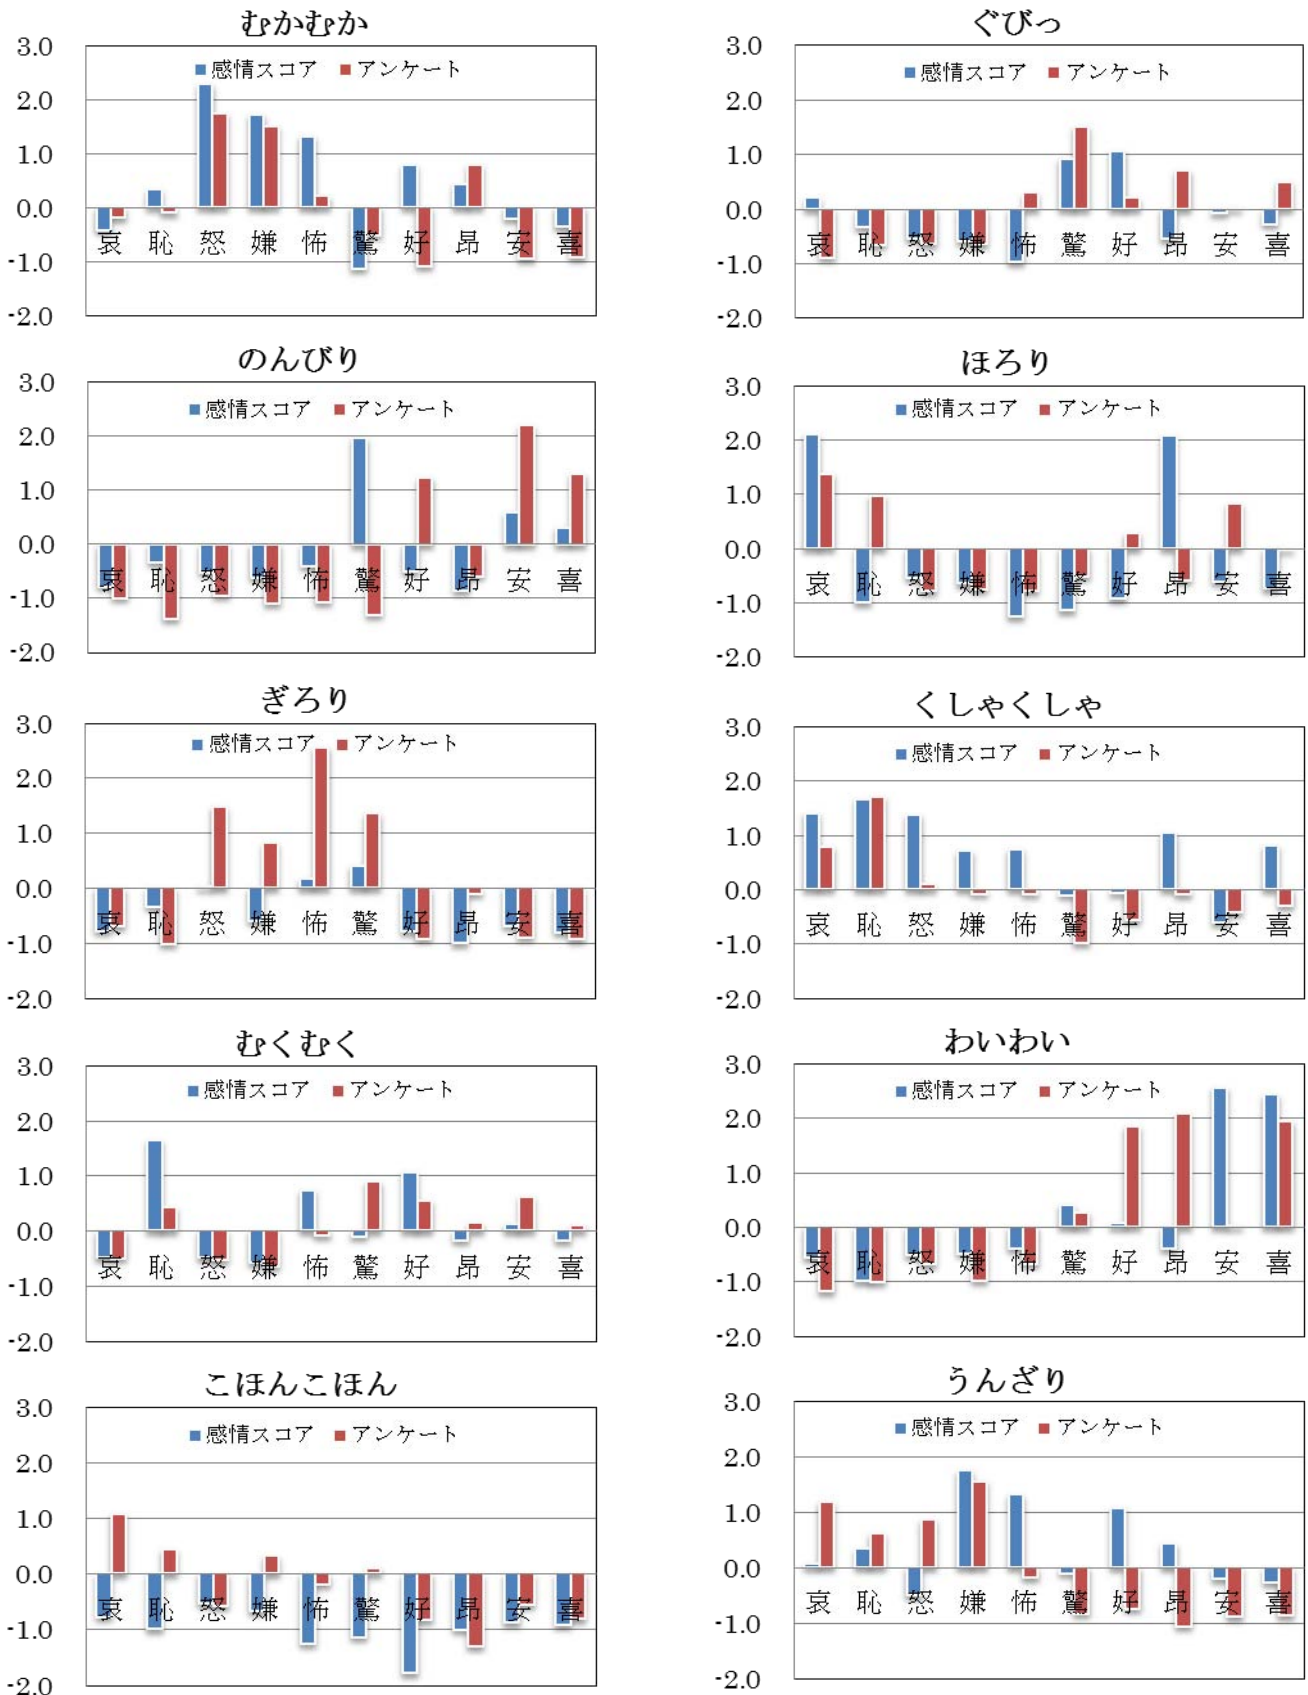 むかむか
3.0
感情スコア アンケート
2.0
1.0
0.0
哀 恥 怒 嫌 怖 驚 好 昂 安 喜
-1.0
-2.0
ぐびっ
3.0
感情スコア アンケート
2.0
1.0
0.0
哀 恥 怒 嫌 怖 驚 好 昂 安 喜
-1.0
-2.0
のんびり
3.0
感情スコア アンケート
2.0
1.0
0.0
哀 恥 怒 嫌 怖 驚 好 昂 安 喜
-1.0
-2.0
ほろり
3.0
感情スコア アンケート
2.0
1.0
0.0
哀 恥 怒 嫌 怖 驚 好 昂 安 喜
-1.0
-2.0
ぎろり
3.0
感情スコア アンケート
2.0
1.0
0.0
哀 恥 怒 嫌 怖 驚 好 昂 安 喜
-1.0
-2.0
くしゃくしゃ
3.0
感情スコア アンケート
2.0
1.0
0.0
哀 恥 怒 嫌 怖 驚 好 昂 安 喜
-1.0
-2.0
むくむく
3.0
感情スコア アンケート
2.0
1.0
0.0
哀 恥 怒 嫌 怖 驚 好 昂 安 喜
-1.0
-2.0
わいわい
3.0
感情スコア アンケート
2.0
1.0
0.0
哀 恥 怒 嫌 怖 驚 好 昂 安 喜
-1.0
-2.0
こほんこほん
3.0
感情スコア アンケート
2.0
1.0
0.0
哀 恥 怒 嫌 怖 驚 好 昂 安 喜
-1.0
-2.0
うんざり
3.0
感情スコア アンケート
2.0
1.0
0.0
哀 恥 怒 嫌 怖 驚 好 昂 安 喜
-1.0
-2.0